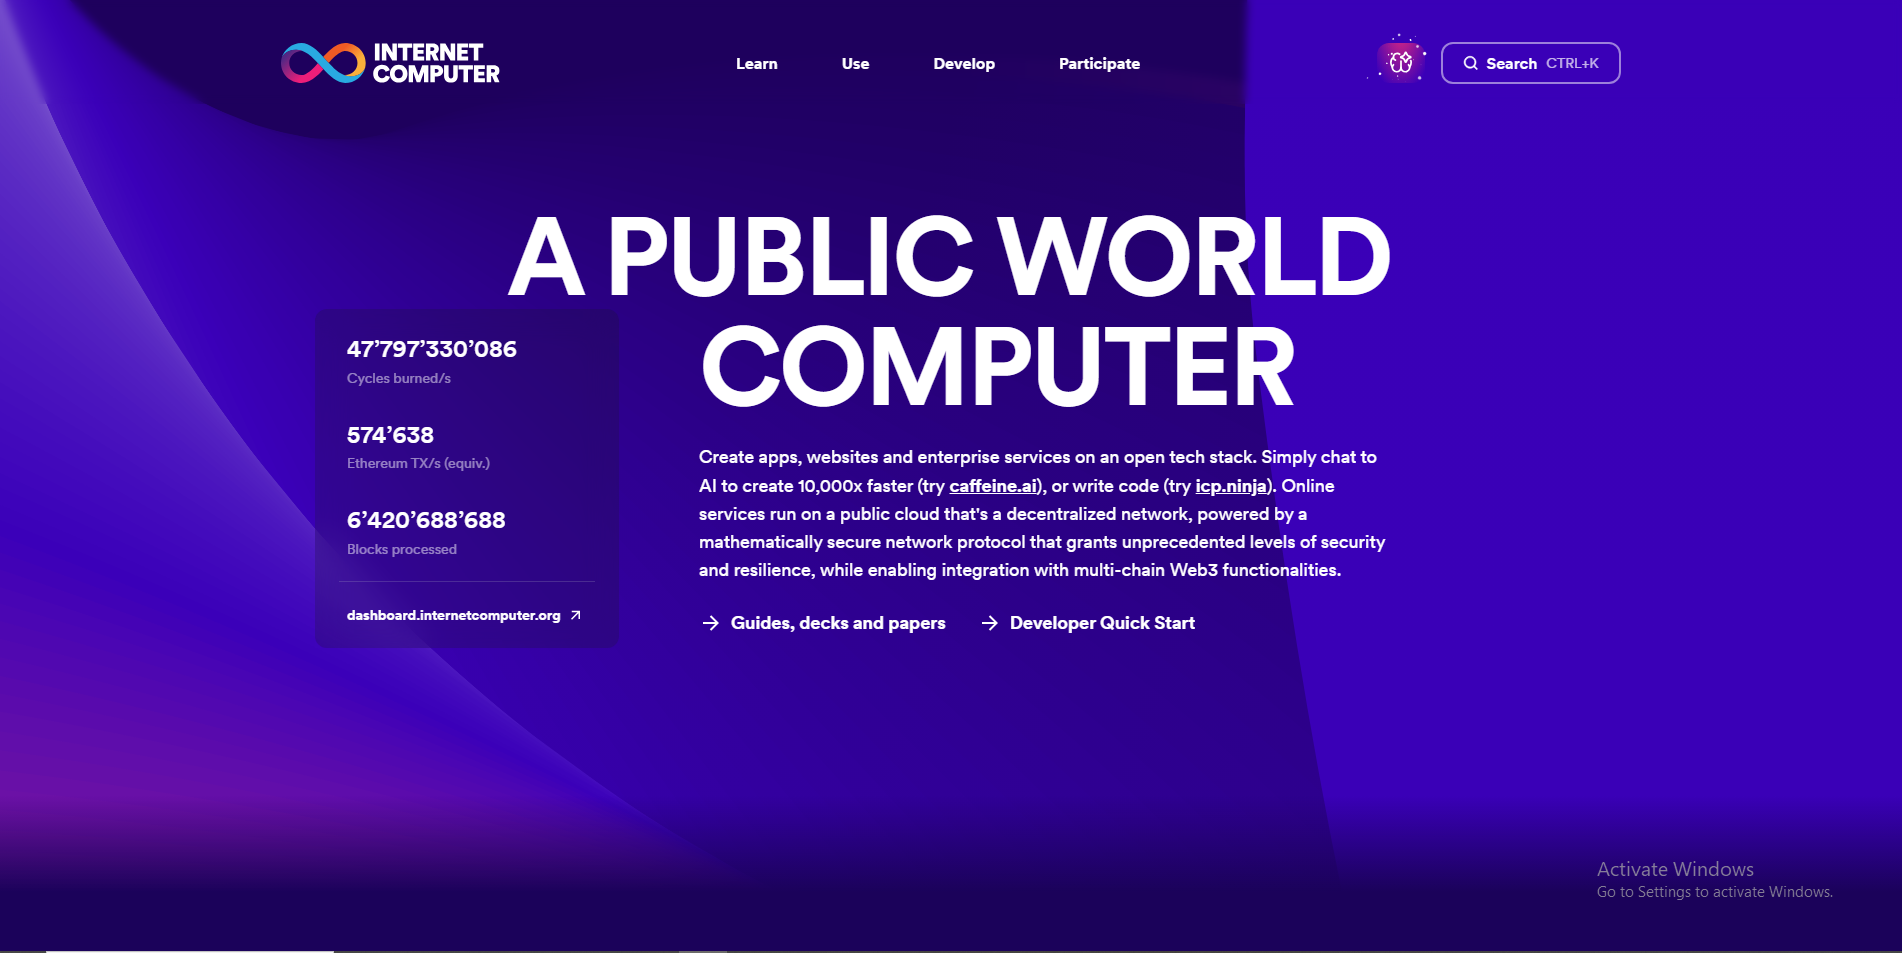 INTERNET
COMPUTER
Learn
Use
Develop
Participate
Search CTRL+K
A PUBLIC WORLD
COMPUTER
47’797’330’086
Cycles burned/s
574’638
Ethereum TX/s (equiv.)
6’420’688’688
Blocks processed
dashboard.internetcomputer.org
Create apps, websites and enterprise services on an open tech stack. Simply chat to
AI to create 10,000x faster (try caffeine.ai), or write code (try icp.ninja). Online
services run on a public cloud that's a decentralized network, powered by a
mathematically secure network protocol that grants unprecedented levels of security
and resilience, while enabling integration with multi-chain Web3 functionalities.
Guides, decks and papers
Developer Quick Start
Activate Windows
Go to Settings to activate Windows.